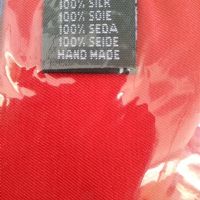 100% SILK
100% SOIE
100% SEDA
100% SEIDE
HAND MADE